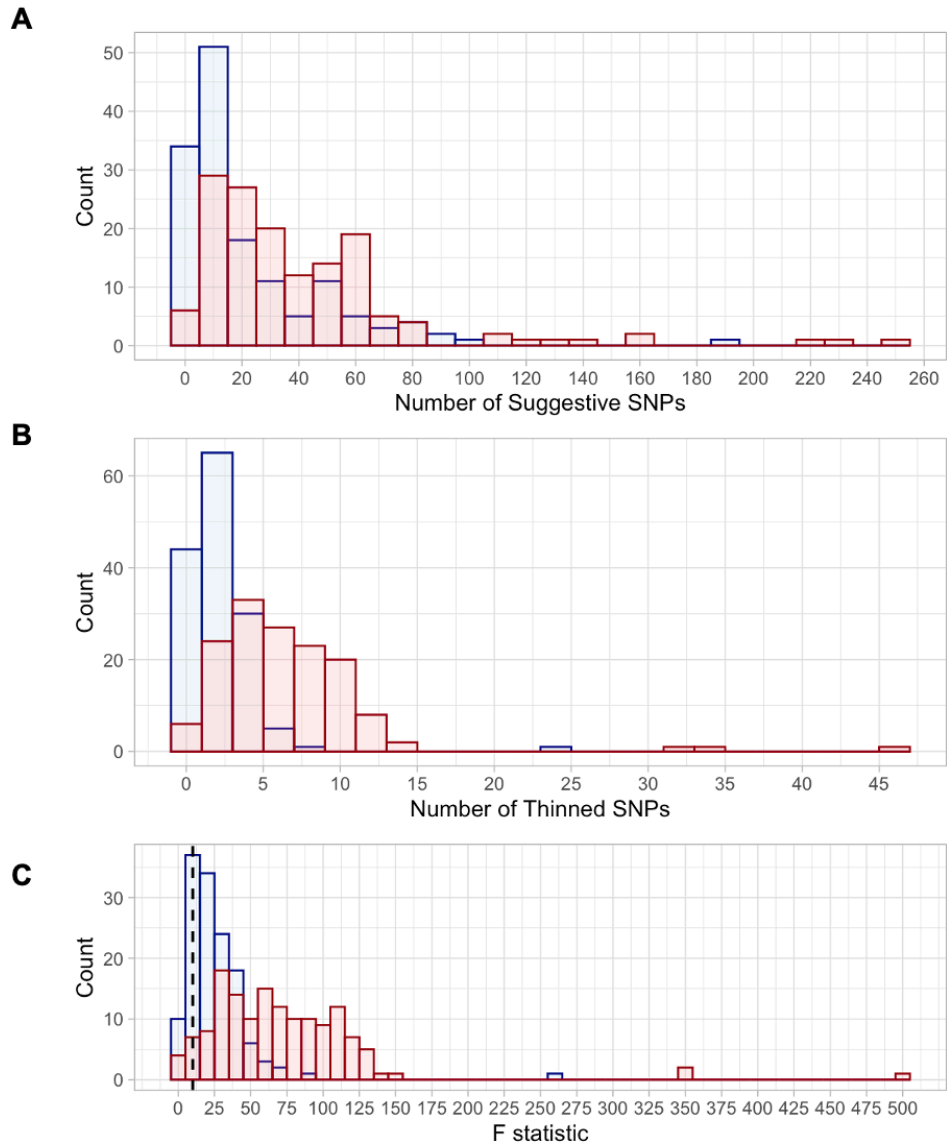 A
50
40
30
20
10
0
Count
0 20 40 60 80 100 120 140 160 180 200 220 240 260
Number of Suggestive SNPs
B
60
40
20
0
Count
0 5 10 15 20 25 30 35 40 45
Number of Thinned SNPs
C
30
20
10
0
Count
0 25 50 75 100 125 150 175 200 225 250 275 300 325 350 375 400 425 450 475 500
F statistic